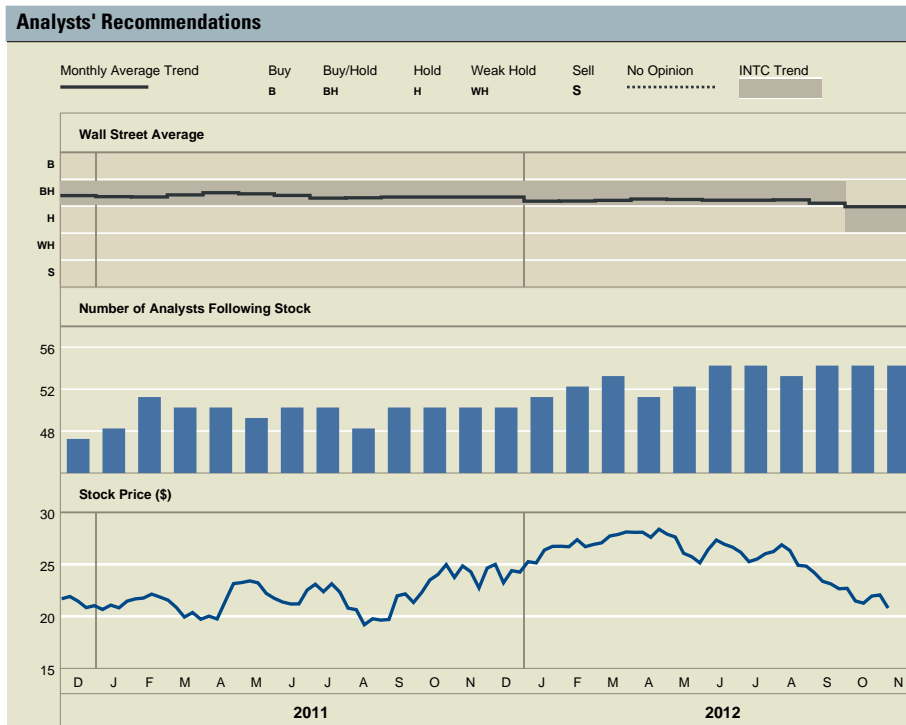 Analysts' Recommendations
Monthly Average Trend Buy Buy/Hold Hold Weak Hold Sell No Opinion INTC Trend
B BH H WH S
Wall Street Average
B
BH
H
WH
S
Number of Analysts Following Stock
56
52
48
Stock Price ($)
30
25
20
15
D J F M A M J J A S O N D J F M A M J J A S O N
2011 2012